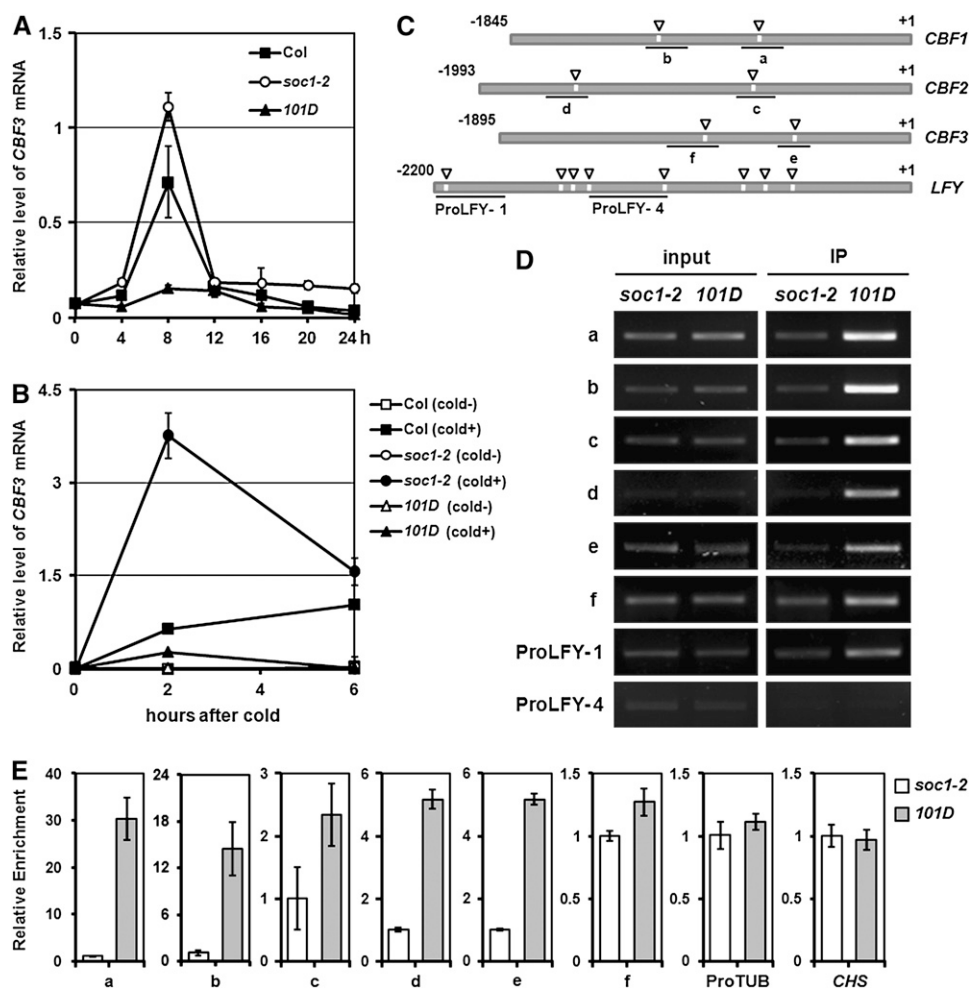 A
Relative level of CBF3 mRNA
1.5
1
0.5
0
0 4 8 12 16 20 24 h
Col
soc1-2
101D
B
Relative level of CBF3 mRNA
4.5
3
1.5
0
0 2 4 6
hours after cold
Col (cold-)
Col (cold+)
soc1-2 (cold-)
soc1-2 (cold+)
101D (cold-)
101D (cold+)
C
-1845 +1 CBF1
b a
-1993 +1 CBF2
d c
-1895 +1 CBF3
f e
-2200 +1 LFY
ProLFY-1 ProLFY-4
D
input IP
soc1-2 101D soc1-2 101D
a
b
c
d
e
f
ProLFY-1
ProLFY-4
E
Relative Enrichment
40
30
20
10
0
a
24
18
12
6
0
b
3
2
1
0
c
6
4
2
0
d
6
4
2
0
e
1.5
1
0.5
0
f
1.5
1
0.5
0
ProTUB
1.5
1
0.5
0
CHS
soc1-2
101D